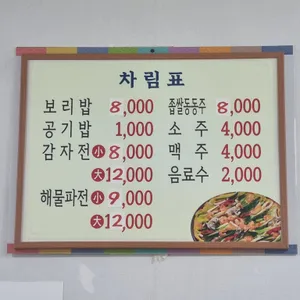 차림표
보리밥 8,000 좁쌀동동주 8,000
공기밥 1,000 소주 4,000
감자전 小 8,000 맥주 4,000
大 12,000 음료수 2,000
해물파전 小 9,000
大 12,000